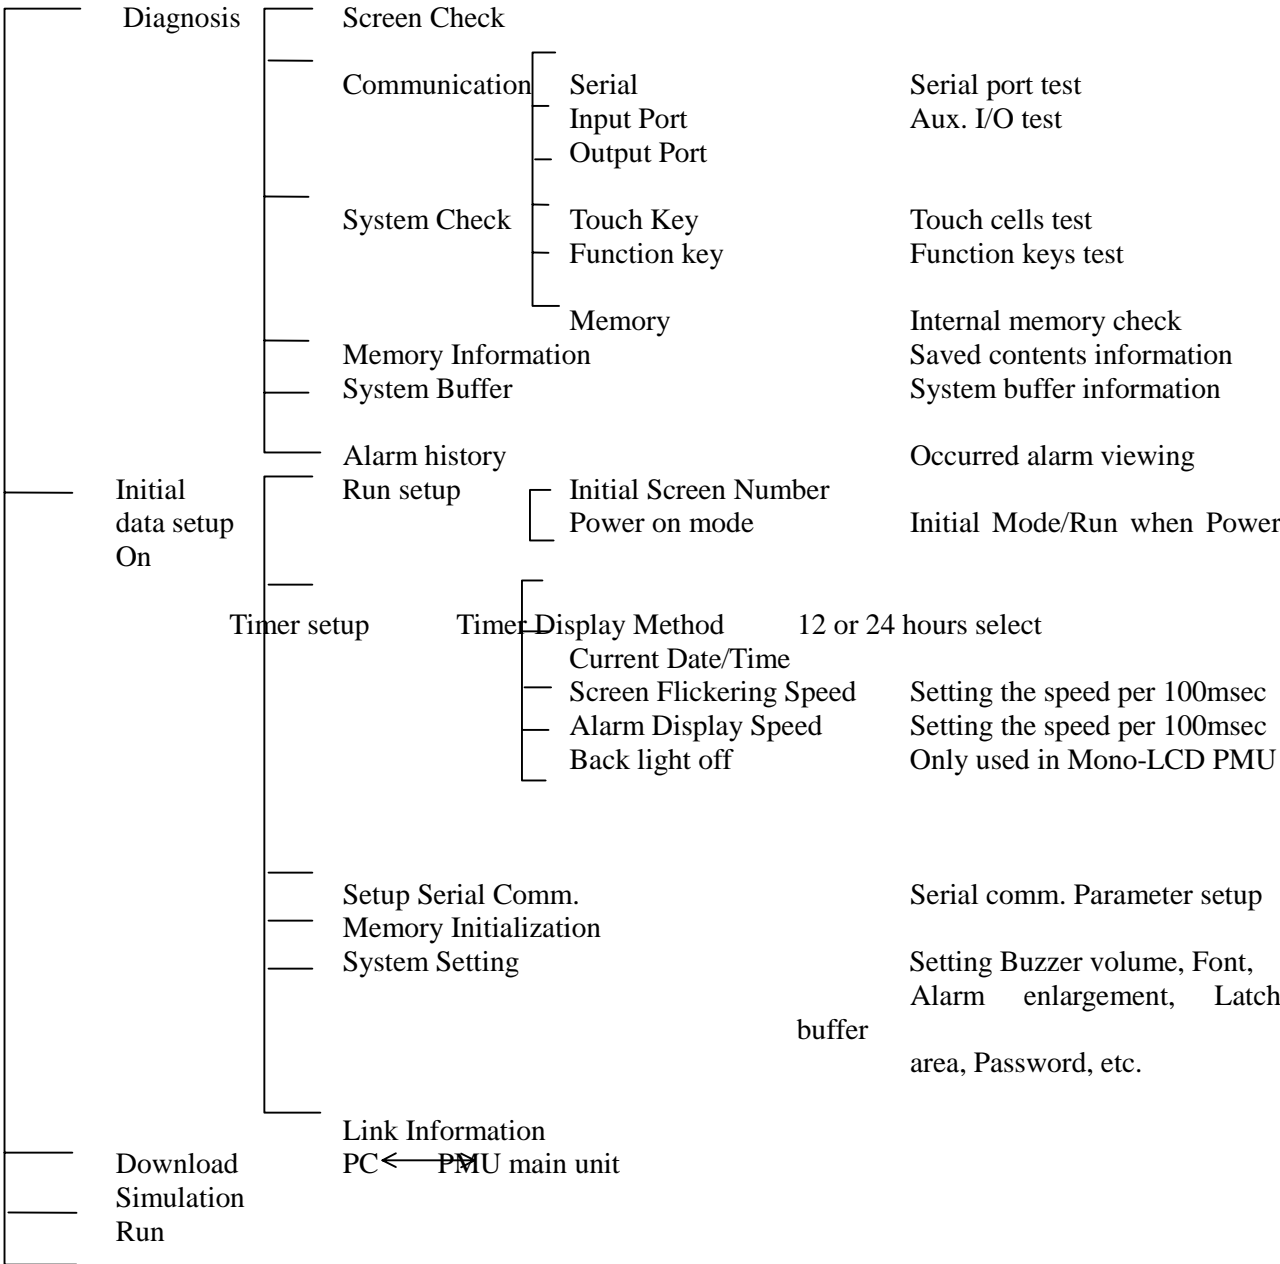 Diagnosis Screen Check
Communication Serial Serial port test
Input Port Aux. I/O test
Output Port
System Check Touch Key Touch cells test
Function key Function keys test
Memory Internal memory check
Memory Information Saved contents information
System Buffer System buffer information
Alarm history Occurred alarm viewing
Initial Run setup Initial Screen Number
data setup Power on mode Initial Mode/Run when Power
On
Timer setup Timer Display Method 12 or 24 hours select
Current Date/Time
Screen Flickering Speed Setting the speed per 100msec
Alarm Display Speed Setting the speed per 100msec
Back light off Only used in Mono-LCD PMU
Setup Serial Comm. Serial comm. Parameter setup
Memory Initialization
System Setting Setting Buzzer volume, Font,
Alarm enlargement, Latch
buffer
area, Password, etc.
Link Information
Download PC PMU main unit
Simulation
Run